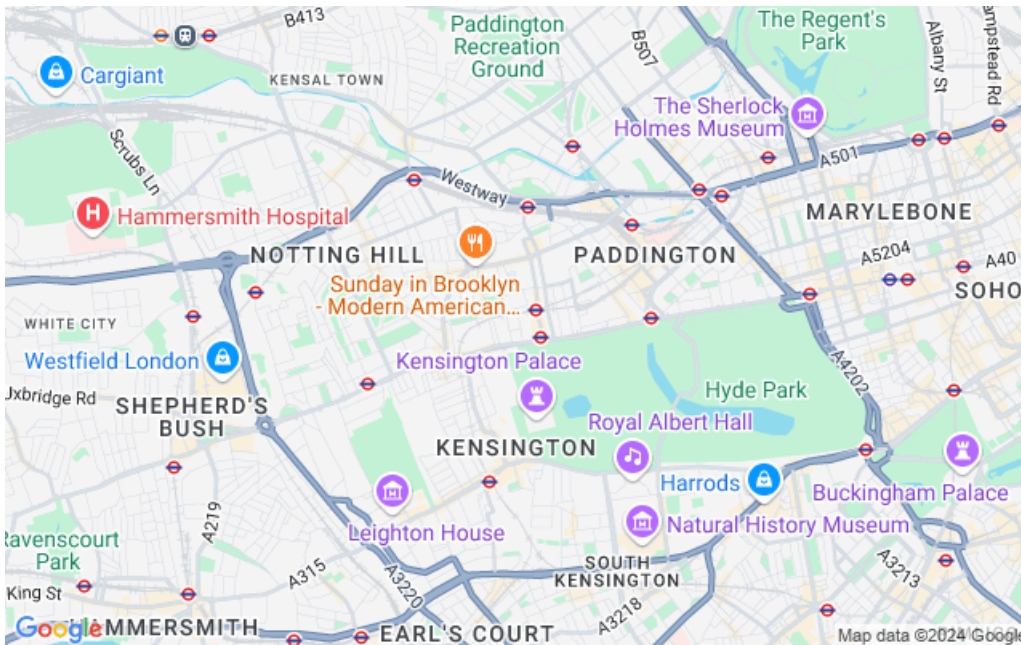 B413
Paddington
Recreation
Ground
B507
The Regent's
Park
Albany St
ampstead Rd
Cargiant
KENSAL TOWN
The Sherlock
Holmes Museum
Scrubs Ln
A501
Westway
Hammersmith Hospital
MARYLEBONE
NOTTING HILL
PADDINGTON
A5204
A40
Sunday in Brooklyn
- Modern American...
SOHO
WHITE CITY
Westfield London
Kensington Palace
A4202
Uxbridge Rd
Hyde Park
SHEPHERD'S
BUSH
Royal Albert Hall
KENSINGTON
Harrods
Buckingham Palace
A219
Leighton House
Natural History Museum
Ravenscourt
Park
A315
A3220
SOUTH
KENSINGTON
A3213
King St
A3218
Google
HAMMERSMITH
EARL'S COURT
Map data ©2024 Google